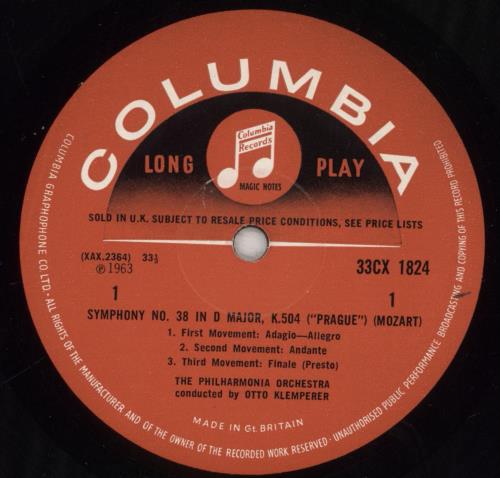 COLUMBIA
LONG PLAY
Columbia
Records
MAGIC NOTES
SOLD IN U.K. SUBJECT TO RESALE PRICE CONDITIONS, SEE PRICE LISTS
(XAX.2364) 33⅓
℗1963
33CX 1824
1 1
SYMPHONY NO. 38 IN D MAJOR, K.504 ("PRAGUE") (MOZART)
1. First Movement: Adagio—Allegro
2. Second Movement: Andante
3. Third Movement: Finale (Presto)
THE PHILHARMONIA ORCHESTRA
conducted by OTTO KLEMPERER
MADE IN Gt. BRITAIN
COLUMBIA GRAPHOPHONE CO LTD · ALL RIGHTS OF THE MANUFACTURER AND OF THE OWNER OF THE RECORDED WORK RESERVED · UNAUTHORISED PUBLIC PERFORMANCE BROADCASTING AND COPYING OF THIS RECORD PROHIBITED